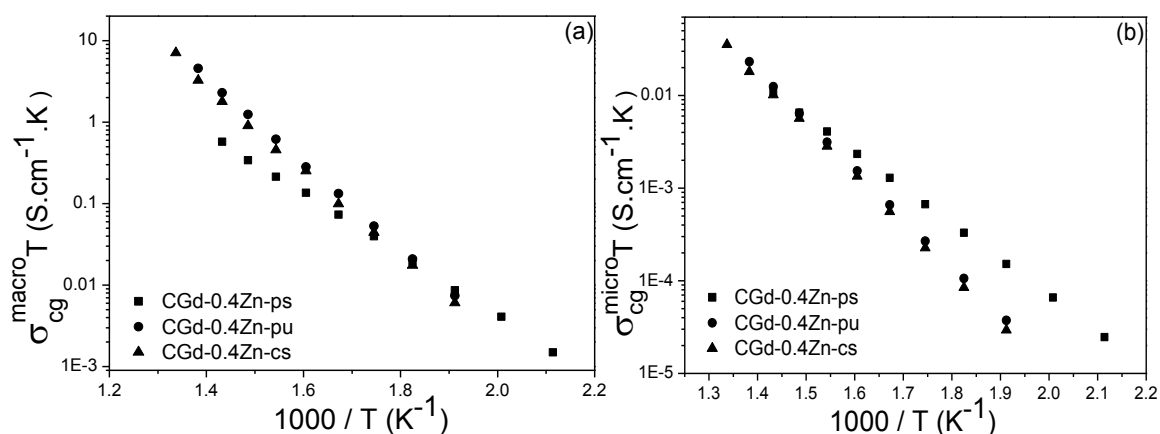 (a)
10
1
0.1
0.01
1E-3
σcg^macro T (S.cm^-1.K)
CGd-0.4Zn-ps
CGd-0.4Zn-pu
CGd-0.4Zn-cs
1.2 1.4 1.6 1.8 2.0 2.2
1000 / T (K^-1)
(b)
0.01
1E-3
1E-4
1E-5
σcg^micro T (S.cm^-1.K)
CGd-0.4Zn-ps
CGd-0.4Zn-pu
CGd-0.4Zn-cs
1.3 1.4 1.5 1.6 1.7 1.8 1.9 2.0 2.1 2.2
1000 / T (K^-1)